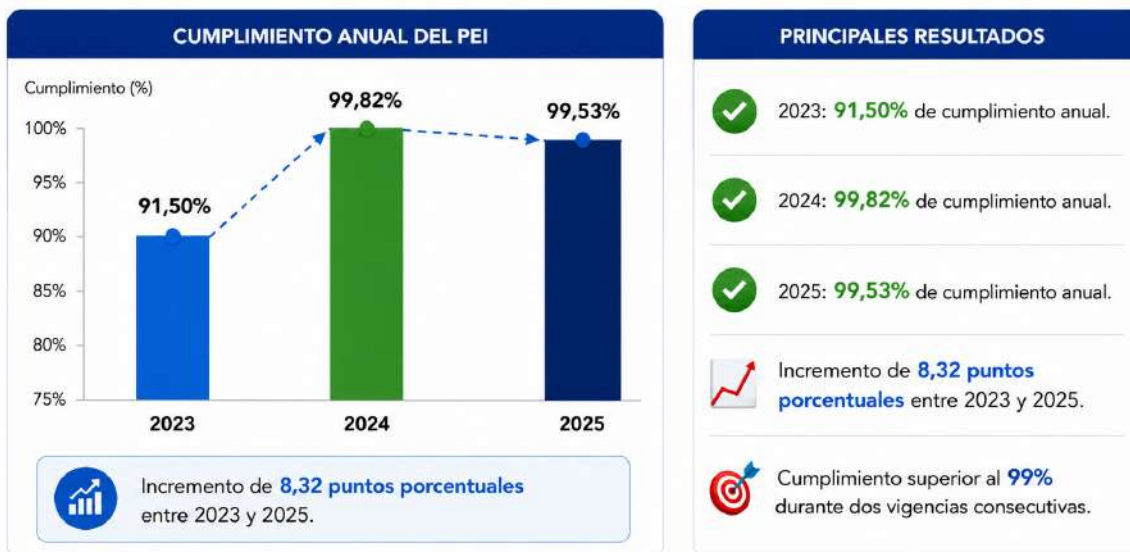 CUMPLIMIENTO ANUAL DEL PEI
Cumplimiento (%)
100%
95%
90%
85%
80%
75%
91,50%
99,82%
99,53%
2023
2024
2025
Incremento de 8,32 puntos porcentuales
entre 2023 y 2025.
PRINCIPALES RESULTADOS
2023: 91,50% de cumplimiento anual.
2024: 99,82% de cumplimiento anual.
2025: 99,53% de cumplimiento anual.
Incremento de 8,32 puntos
porcentuales entre 2023 y 2025.
Cumplimiento superior al 99%
durante dos vigencias consecutivas.